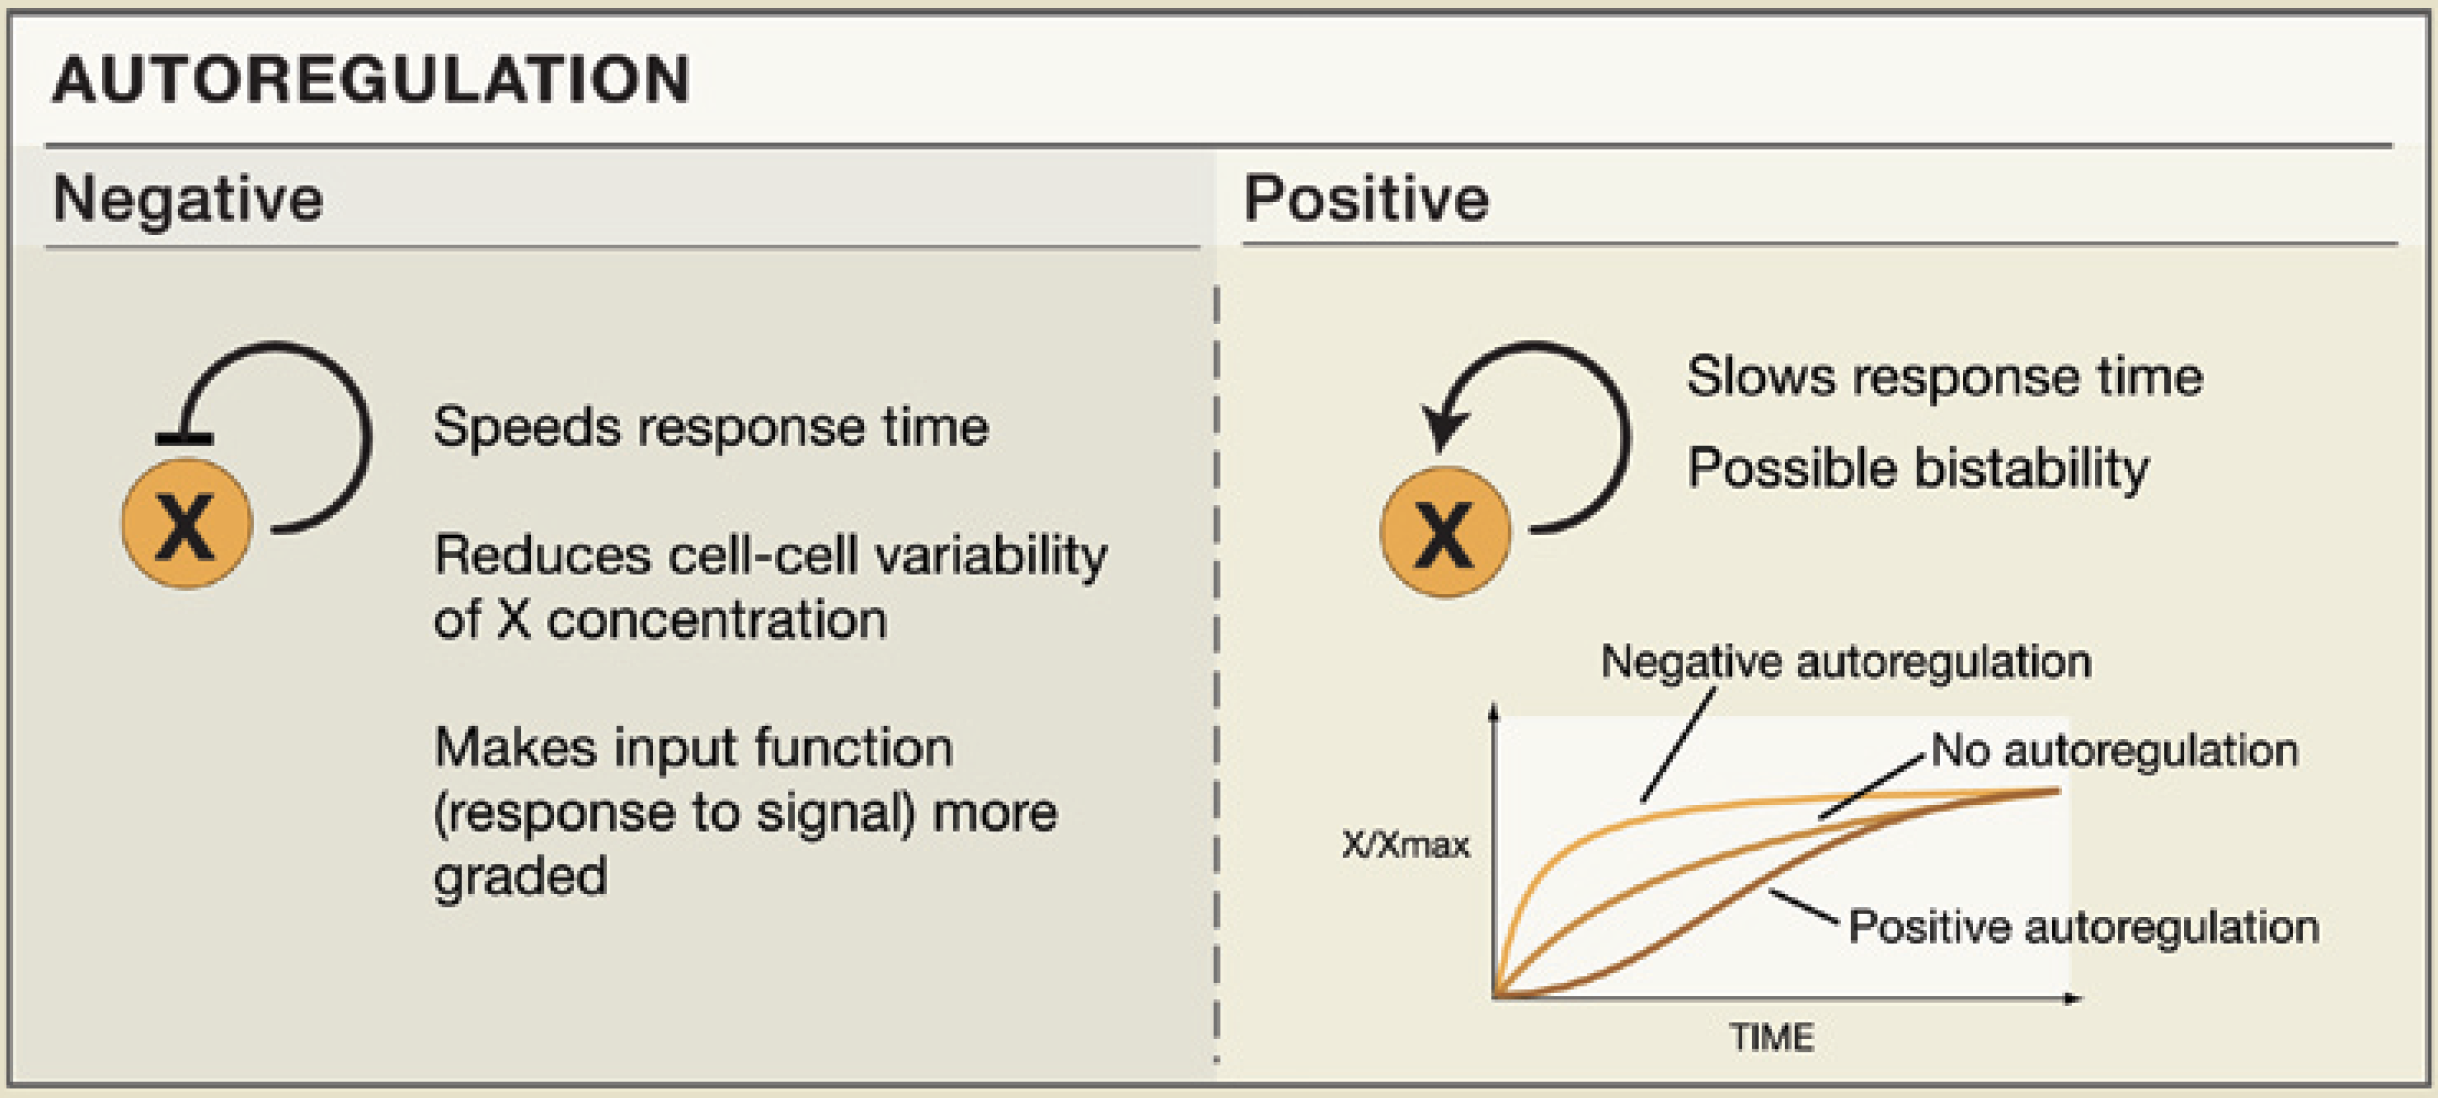 AUTOREGULATION
Negative
X
Speeds response time
Reduces cell-cell variability
of X concentration
Makes input function
(response to signal) more
graded
Positive
X
Slows response time
Possible bistability
Negative autoregulation
No autoregulation
X/Xmax
Positive autoregulation
TIME